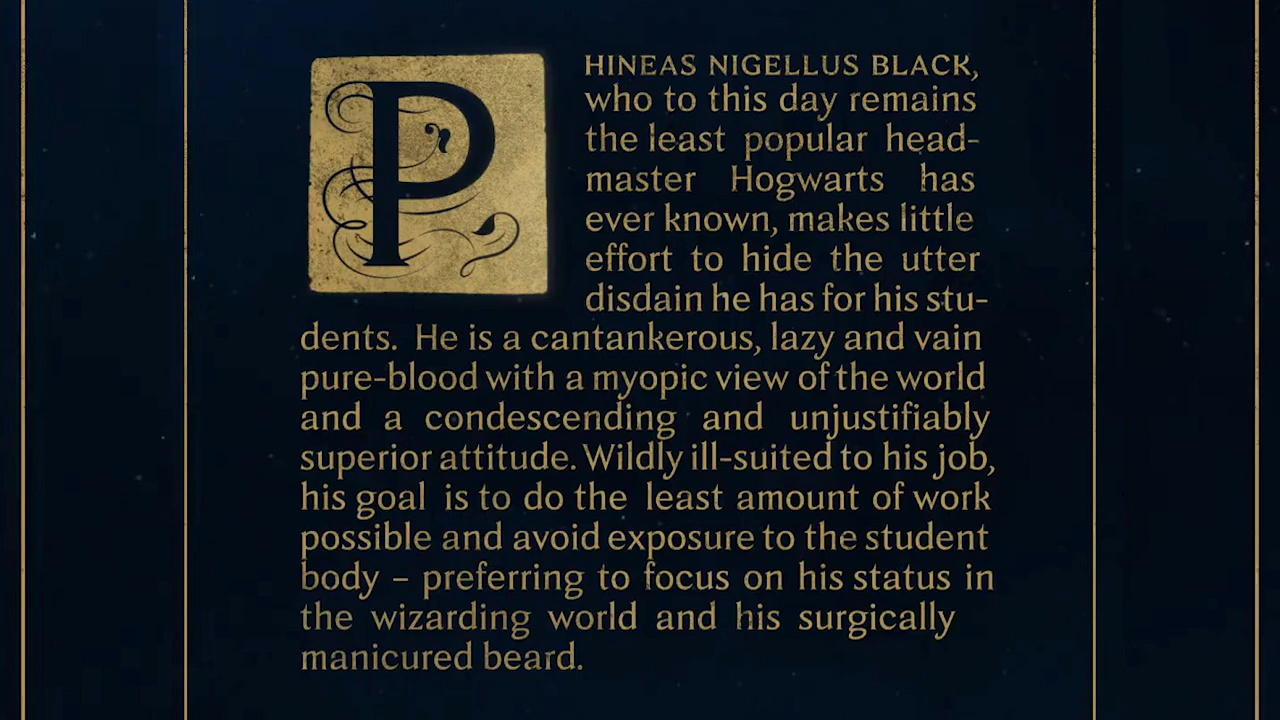 PHINEAS NIGELLUS BLACK,
who to this day remains
the least popular head-
master Hogwarts has
ever known, makes little
effort to hide the utter
disdain he has for his stu-
dents. He is a cantankerous, lazy and vain
pure-blood with a myopic view of the world
and a condescending and unjustifiably
superior attitude. Wildly ill-suited to his job,
his goal is to do the least amount of work
possible and avoid exposure to the student
body – preferring to focus on his status in
the wizarding world and his surgically
manicured beard.